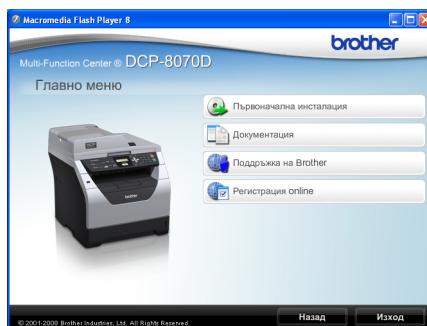 Macromedia Flash Player 8
brother
Multi-Function Center ® DCP-8070D
Главно меню
Първоначална инсталация
Документация
Поддръжка на Brother
Регистрация online
Назад
Изход
© 2001-2008 Brother Industries, Ltd. All Rights Reserved